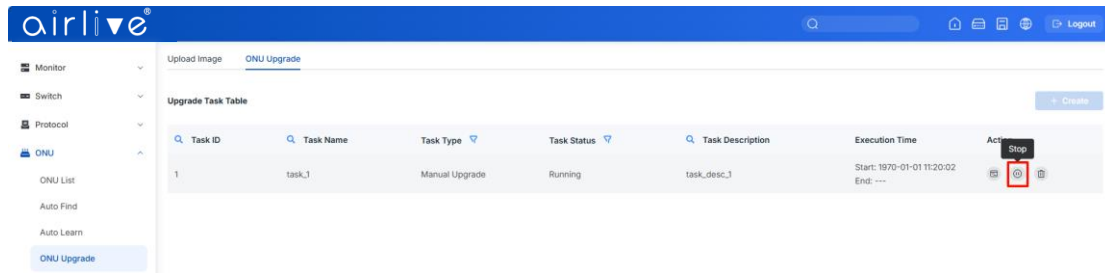 airlive®
Logout
Monitor
Switch
Protocol
ONU
ONU List
Auto Find
Auto Learn
ONU Upgrade
Upload Image ONU Upgrade
Upgrade Task Table
+ Create
Task ID Task Name Task Type Task Status Task Description Execution Time Action
Stop
1 task_1 Manual Upgrade Running task_desc_1 Start: 1970-01-01 11:20:02
End: ---